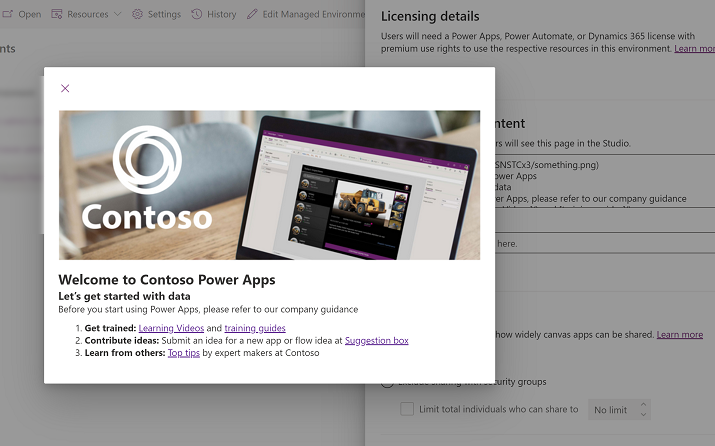 Open Resources Settings History Edit Managed Environme
nts
Licensing details
Users will need a Power Apps, Power Automate, or Dynamics 365 license with
premium use rights to use the respective resources in this environment. Learn mor
ntent
rs will see this page in the Studio.
SNSTCx3/something.png)
ower Apps
data
er Apps, please refer to our company guidance
here.
how widely canvas apps can be shared. Learn more
Exclude sharing with security groups
Limit total individuals who can share to No limit
Contoso
Welcome to Contoso Power Apps
Let's get started with data
Before you start using Power Apps, please refer to our company guidance
1. Get trained: Learning Videos and training guides
2. Contribute ideas: Submit an idea for a new app or flow idea at Suggestion box
3. Learn from others: Top tips by expert makers at Contoso